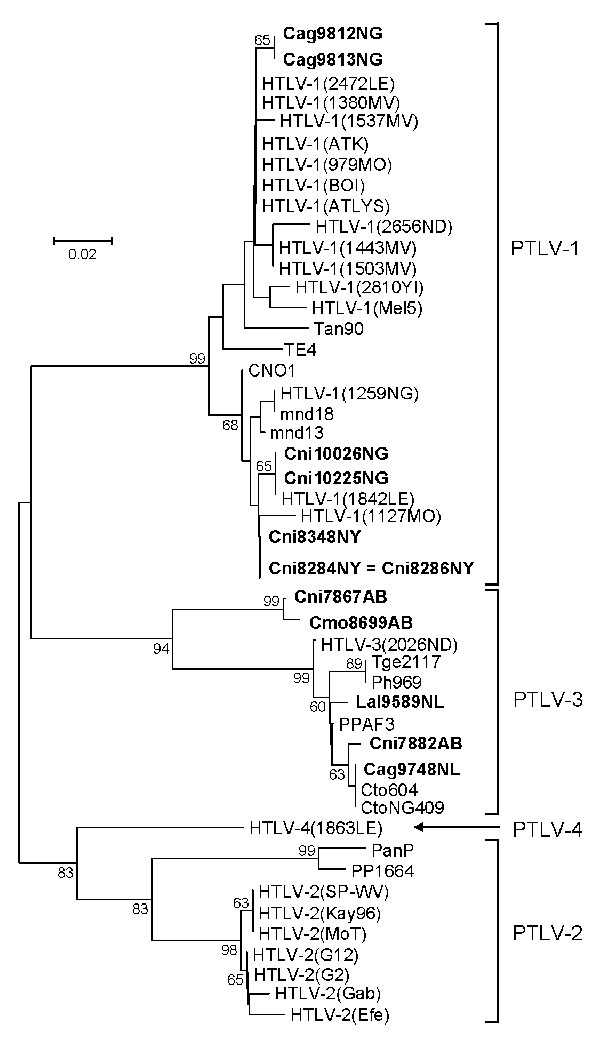 65
Cag9812NG
Cag9813NG
HTLV-1(2472LE)
HTLV-1(1380MV)
HTLV-1(1537MV)
HTLV-1(ATK)
HTLV-1(979MO)
HTLV-1(BOI)
HTLV-1(ATLYS)
HTLV-1(2656ND)
0.02
HTLV-1(1443MV)
PTLV-1
HTLV-1(1503MV)
HTLV-1(2810YI)
HTLV-1(Mel5)
Tan90
TE4
99
CNO1
HTLV-1(1259NG)
mnd18
68
mnd13
Cni10026NG
65
Cni10225NG
HTLV-1(1842LE)
HTLV-1(1127MO)
Cni8348NY
Cni8284NY = Cni8286NY
99
Cni7867AB
Cmo8699AB
94
HTLV-3(2026ND)
89
Tge2117
99
Ph969
60
Lal9589NL
PTLV-3
PPAF3
Cni7882AB
63
Cag9748NL
Cto604
CtoNG409
HTLV-4(1863LE)
PTLV-4
99
PanP
83
PP1664
HTLV-2(SP-WV)
63
83
HTLV-2(Kay96)
HTLV-2(MoT)
PTLV-2
98
HTLV-2(G12)
65
HTLV-2(G2)
HTLV-2(Gab)
HTLV-2(Efe)